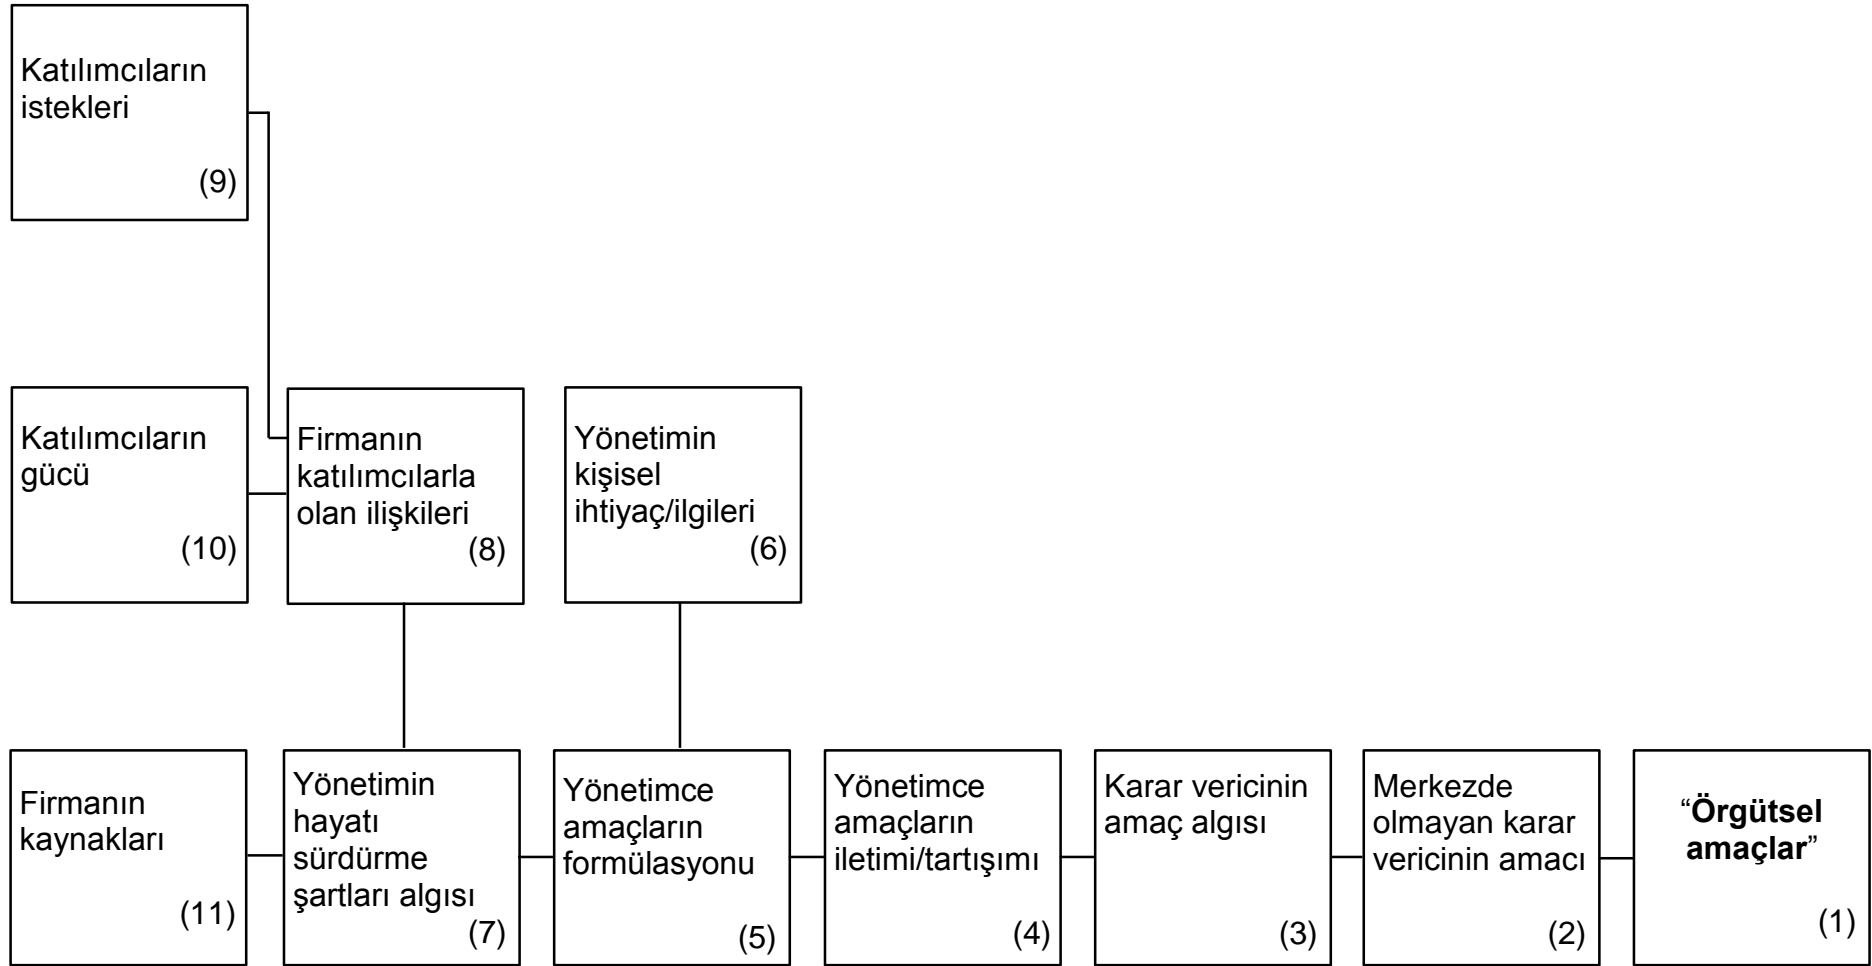 Katılımcıların
istekleri
(9)
Katılımcıların
gücü
(10)
Firmanın
katılımcılarla
olan ilişkileri
(8)
Yönetimin
kişisel
ihtiyaç/ilgileri
(6)
Firmanın
kaynakları
(11)
Yönetimin
hayatı
sürdürme
şartları algısı
(7)
Yönetimce
amaçların
formülasyonu
(5)
Yönetimce
amaçların
iletimi/tartışımı
(4)
Karar vericinin
amaç algısı
(3)
Merkezde
olmayan karar
vericinin amacı
(2)
“Örgütsel
amaçlar”
(1)